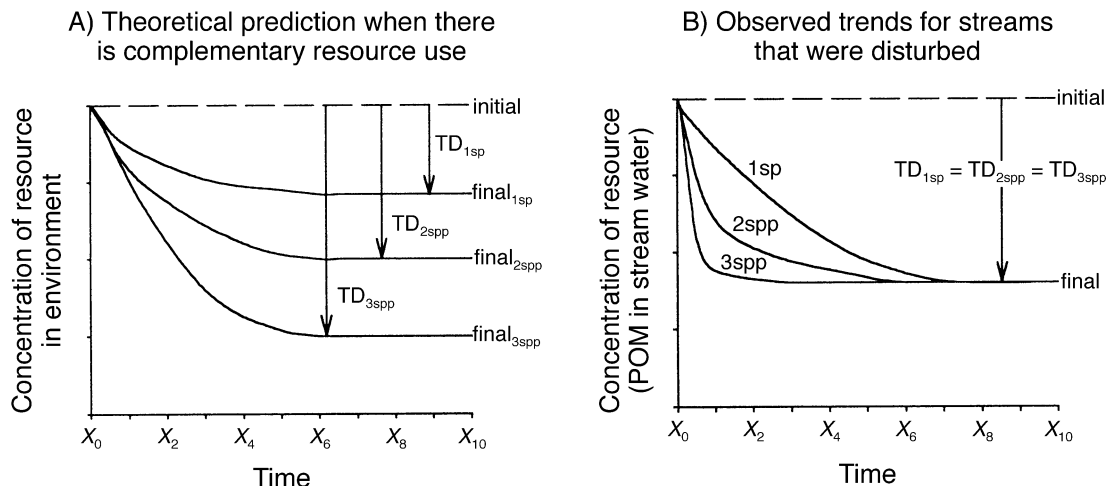 A) Theoretical prediction when there
is complementary resource use
Concentration of resource
in environment
initial
TD1sp
final1sp
TD2spp
final2spp
TD3spp
final3spp
X0 X2 X4 X6 X8 X10
Time
B) Observed trends for streams
that were disturbed
Concentration of resource
(POM in stream water)
initial
1sp
TD1sp = TD2spp = TD3spp
2spp
3spp
final
X0 X2 X4 X6 X8 X10
Time